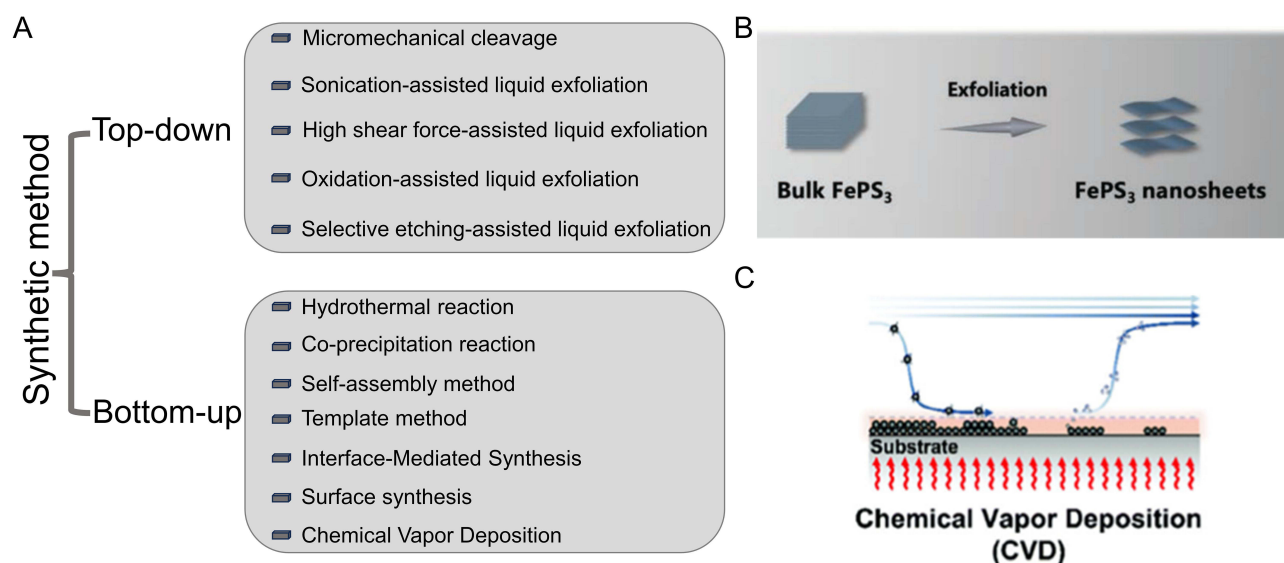 A
Synthetic method
Top-down
Micromechanical cleavage
Sonication-assisted liquid exfoliation
High shear force-assisted liquid exfoliation
Oxidation-assisted liquid exfoliation
Selective etching-assisted liquid exfoliation
Bottom-up
Hydrothermal reaction
Co-precipitation reaction
Self-assembly method
Template method
Interface-Mediated Synthesis
Surface synthesis
Chemical Vapor Deposition
B
Exfoliation
Bulk FePS₃
FePS₃ nanosheets
C
Substrate
Chemical Vapor Deposition
(CVD)